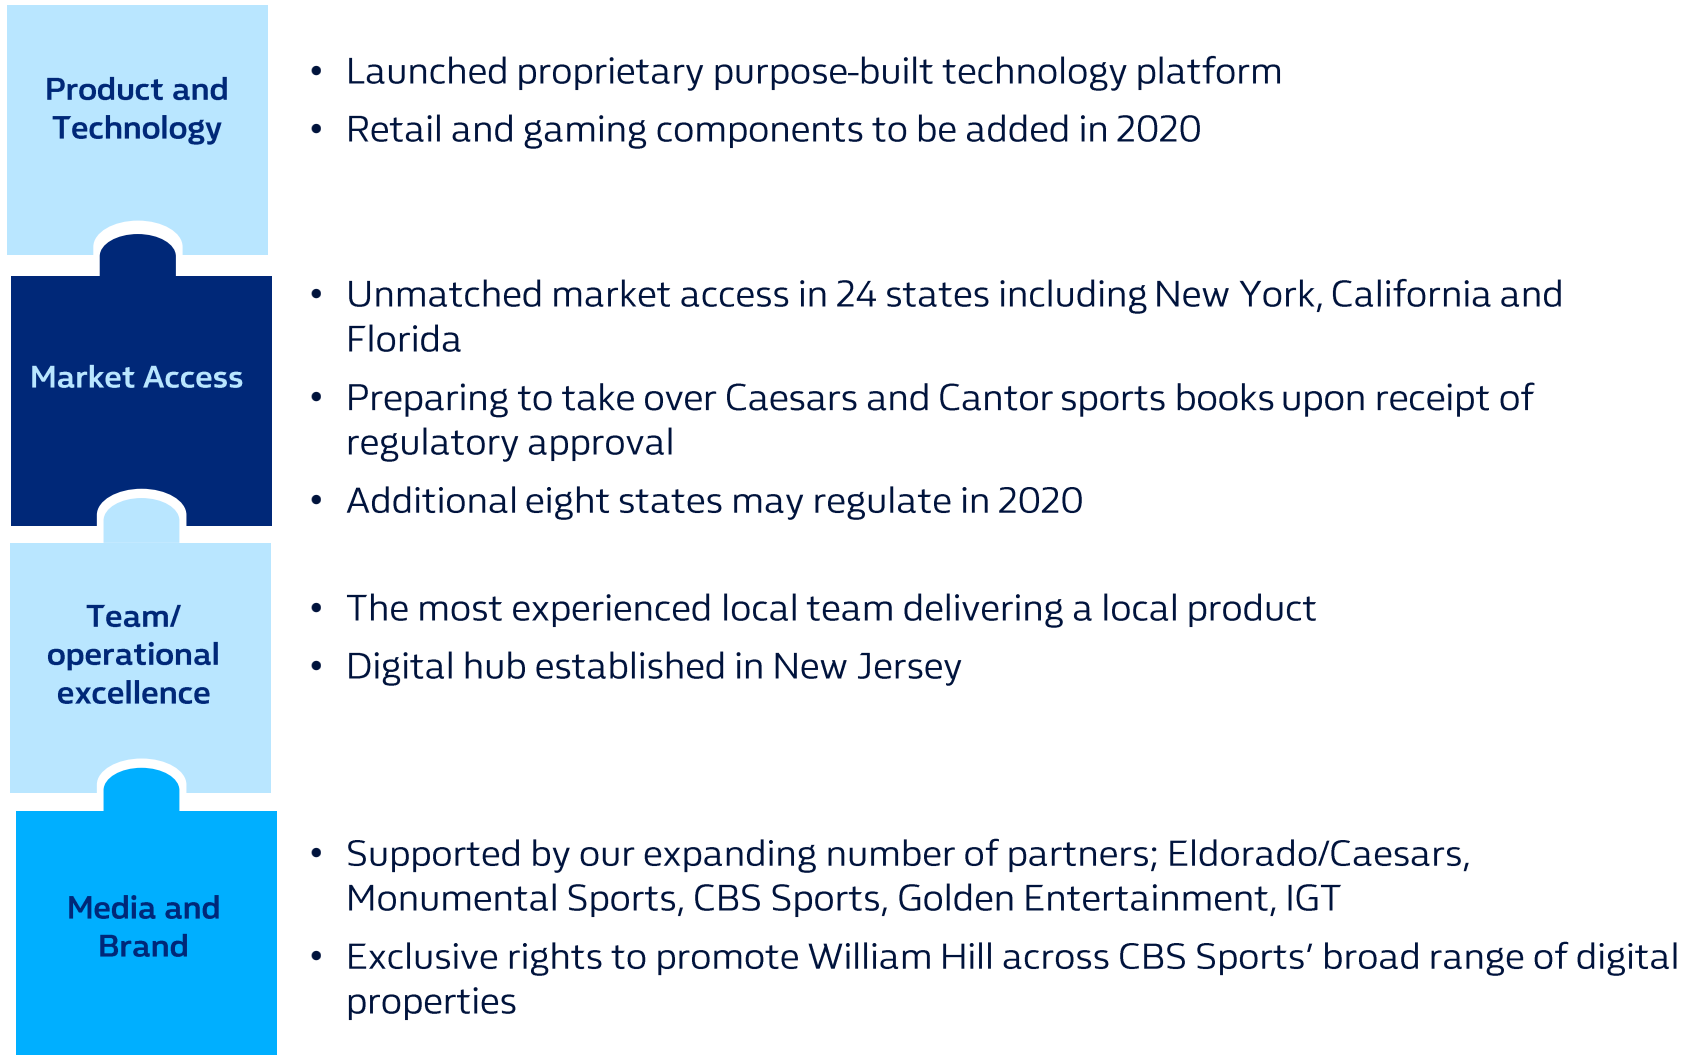 Product and
Technology
• Launched proprietary purpose-built technology platform
• Retail and gaming components to be added in 2020
Market Access
• Unmatched market access in 24 states including New York, California and
Florida
• Preparing to take over Caesars and Cantor sports books upon receipt of
regulatory approval
• Additional eight states may regulate in 2020
Team/
operational
excellence
• The most experienced local team delivering a local product
• Digital hub established in New Jersey
Media and
Brand
• Supported by our expanding number of partners; Eldorado/Caesars,
Monumental Sports, CBS Sports, Golden Entertainment, IGT
• Exclusive rights to promote William Hill across CBS Sports’ broad range of digital
properties